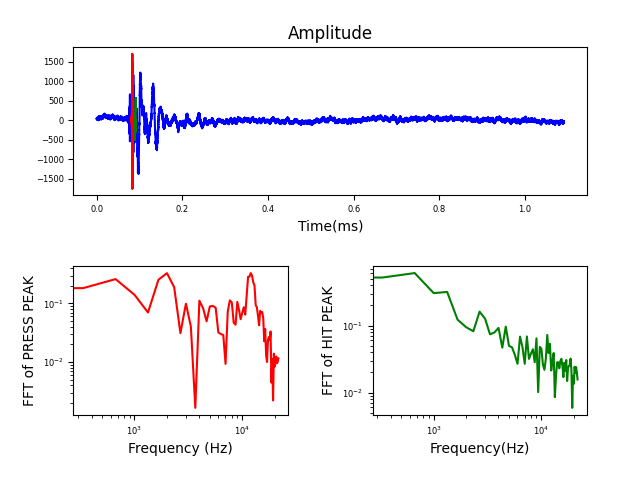 Amplitude
1500
1000
500
0
−500
−1000
−1500
0.0 0.2 0.4 0.6 0.8 1.0
Time(ms)
FFT of PRESS PEAK
10⁻¹
10⁻²
10³ 10⁴
Frequency (Hz)
FFT of HIT PEAK
10⁻¹
10⁻²
10³ 10⁴
Frequency(Hz)